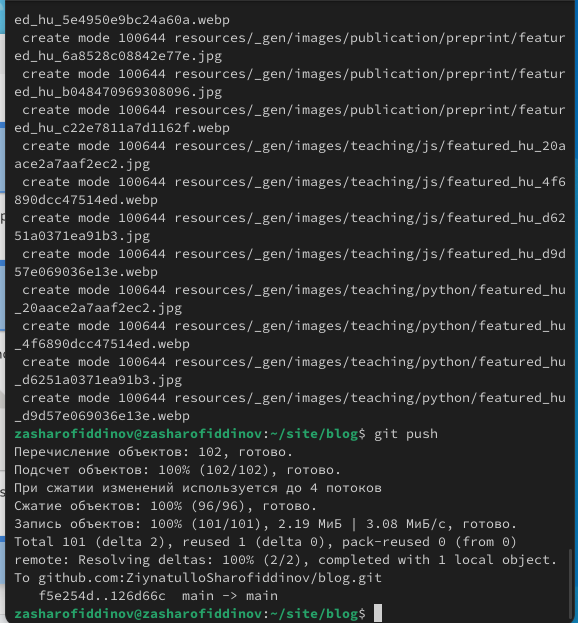 ed_hu_5e4950e9bc24a60a.webp
 create mode 100644 resources/_gen/images/publication/preprint/featur
ed_hu_6a8528c08842e77e.jpg
 create mode 100644 resources/_gen/images/publication/preprint/featur
ed_hu_b048470969308096.jpg
 create mode 100644 resources/_gen/images/publication/preprint/featur
ed_hu_c22e7811a7d1162f.webp
 create mode 100644 resources/_gen/images/teaching/js/featured_hu_20a
ace2a7aaf2ec2.jpg
 create mode 100644 resources/_gen/images/teaching/js/featured_hu_4f6
890dcc47514ed.webp
 create mode 100644 resources/_gen/images/teaching/js/featured_hu_d62
51a0371ea91b3.jpg
 create mode 100644 resources/_gen/images/teaching/js/featured_hu_d9d
57e069036e13e.webp
 create mode 100644 resources/_gen/images/teaching/python/featured_hu
_20aace2a7aaf2ec2.jpg
 create mode 100644 resources/_gen/images/teaching/python/featured_hu
_4f6890dcc47514ed.webp
 create mode 100644 resources/_gen/images/teaching/python/featured_hu
_d6251a0371ea91b3.jpg
 create mode 100644 resources/_gen/images/teaching/python/featured_hu
_d9d57e069036e13e.webp
zasharofiddinov@zasharofiddinov:~/site/blog$ git push
Перечисление объектов: 102, готово.
Подсчет объектов: 100% (102/102), готово.
При сжатии изменений используется до 4 потоков
Сжатие объектов: 100% (96/96), готово.
Запись объектов: 100% (101/101), 2.19 МиБ | 3.08 МиБ/с, готово.
Total 101 (delta 2), reused 1 (delta 0), pack-reused 0 (from 0)
remote: Resolving deltas: 100% (2/2), completed with 1 local object.
To github.com:ZiynatulloSharofiddinov/blog.git
   f5e254d..126d66c  main -> main
zasharofiddinov@zasharofiddinov:~/site/blog$